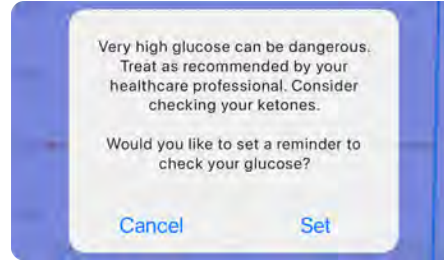 Very high glucose can be dangerous.
Treat as recommended by your
healthcare professional. Consider
checking your ketones.
Would you like to set a reminder to
check your glucose?
Cancel Set